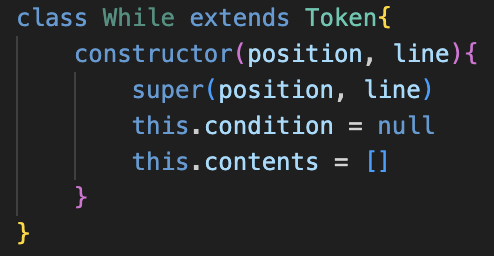 class While extends Token{
    constructor(position, line){
        super(position, line)
        this.condition = null
        this.contents = []
    }
}